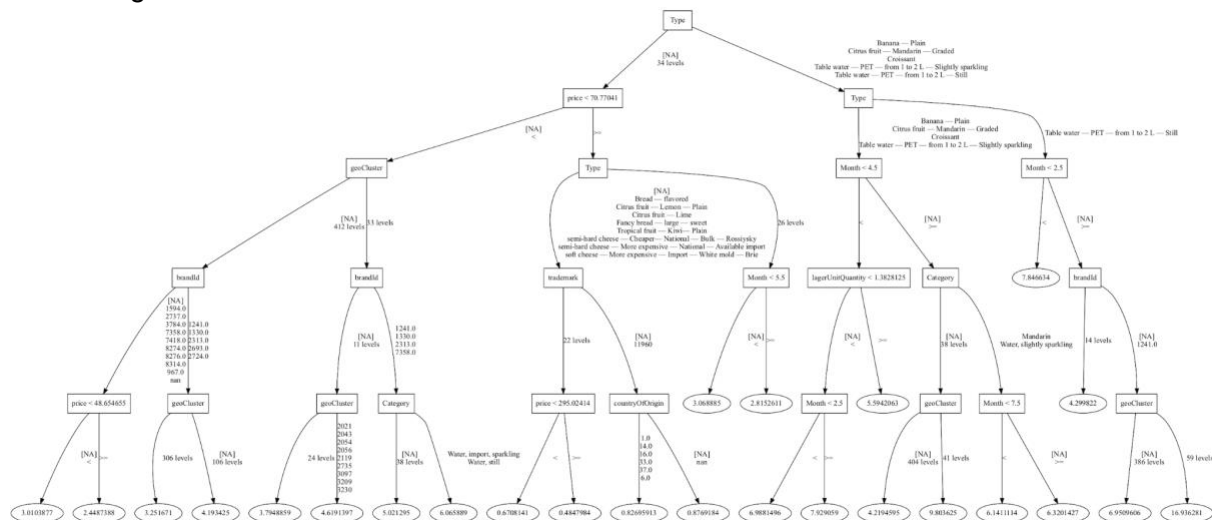 Type
[NA]
34 levels
Banana — Plain
Citrus fruit — Mandarin — Graded
Croissant
Table water — PET — from 1 to 2 L — Slightly sparkling
Table water — PET — from 1 to 2 L — Still
price < 70.77041
Type
[NA]
<
>=
Banana — Plain
Citrus fruit — Mandarin — Graded
Croissant
Table water — PET — from 1 to 2 L — Slightly sparkling
Table water — PET — from 1 to 2 L — Still
geoCluster
Type
Month < 4.5
Month < 2.5
[NA]
412 levels
33 levels
[NA]
Bread — flavored
Citrus fruit — Lemon — Plain
Citrus fruit — Lime
Fancy bread — large — sweet
Tropical fruit — Kiwi — Plain
semi-hard cheese — Cheaper — National — Bulk — Rossiysky
semi-hard cheese — More expensive — National — Available import
soft cheese — More expensive — Import — White mold — Brie
26 levels
<
[NA]
>=
<
[NA]
>=
brandId
brandId
trademark
Month < 5.5
lagerUnitQuantity < 1.3828125
Category
7.846634
brandId
[NA]
1594.0
2737.0
3784.0
7358.0
7418.0
8274.0
8276.0
8314.0
967.0
nan
1241.0
1330.0
2313.0
2693.0
2724.0
[NA]
11 levels
1241.0
1330.0
2313.0
7358.0
22 levels
[NA]
11960
[NA]
<
>=
[NA]
<
>=
[NA]
38 levels
Mandarin
Water, slightly sparkling
14 levels
[NA]
1241.0
price < 48.654655
geoCluster
geoCluster
Category
price < 295.02414
countryOfOrigin
3.068885
2.8152611
Month < 2.5
5.5942063
geoCluster
Month < 7.5
4.299822
geoCluster
[NA]
<
>=
306 levels
[NA]
106 levels
24 levels
2021
2043
2054
2056
2119
2735
3097
3209
3230
[NA]
38 levels
Water, import, sparkling
Water, still
<
[NA]
>=
1.0
14.0
16.0
33.0
37.0
6.0
[NA]
nan
<
[NA]
>=
[NA]
404 levels
41 levels
<
[NA]
>=
[NA]
386 levels
59 levels
3.0103877
2.4487388
3.251671
4.193425
3.7948859
4.6191397
5.021295
6.065809
0.6708141
0.4847984
0.82695913
0.8769184
6.9881496
7.929059
4.2194595
9.803625
6.1411114
6.3201427
6.9509606
16.936281